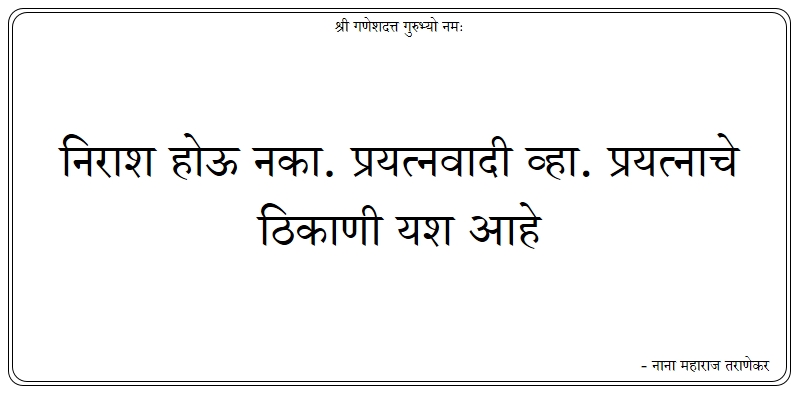 श्री गणेशदत्त गुरुभ्यो नमः
निराश होऊ नका. प्रयत्नवादी व्हा. प्रयत्नाचे
ठिकाणी यश आहे
- नाना महाराज तराणेकर